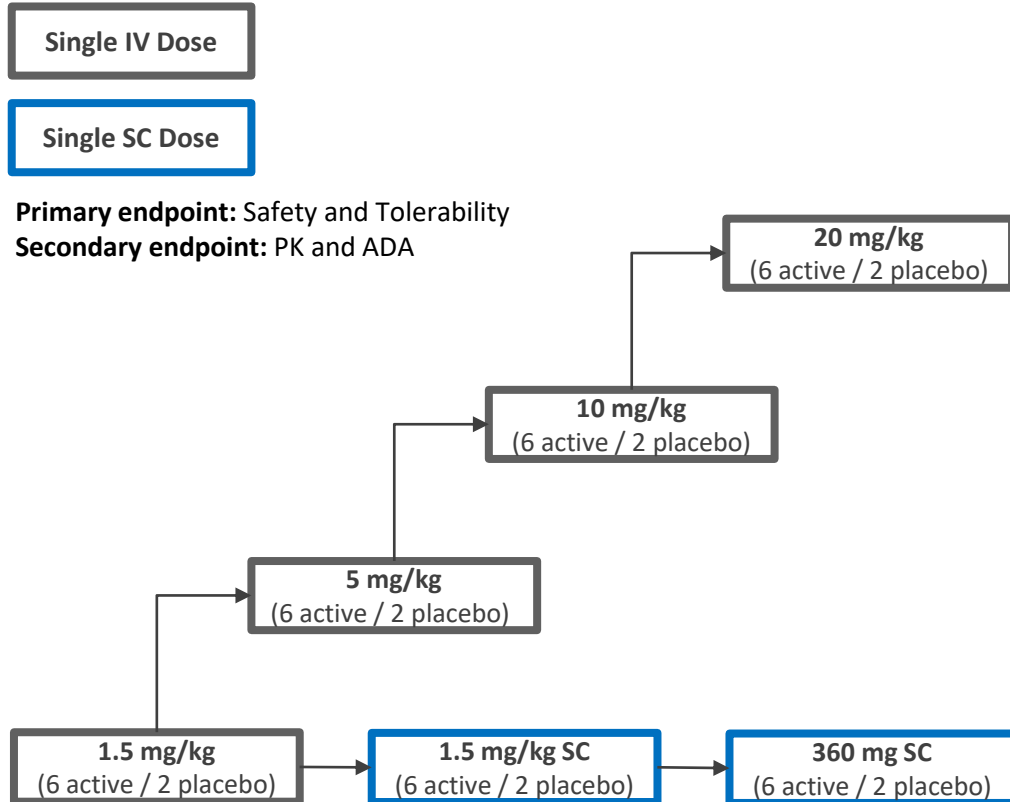 Single IV Dose
Single SC Dose
Primary endpoint: Safety and Tolerability
Secondary endpoint: PK and ADA
20 mg/kg
(6 active / 2 placebo)
10 mg/kg
(6 active / 2 placebo)
5 mg/kg
(6 active / 2 placebo)
1.5 mg/kg
(6 active / 2 placebo)
1.5 mg/kg SC
(6 active / 2 placebo)
360 mg SC
(6 active / 2 placebo)